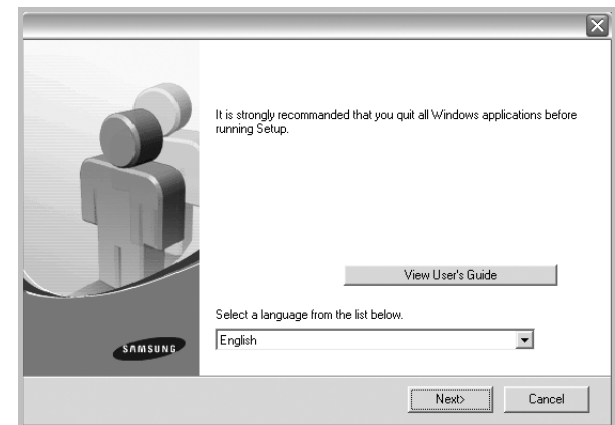 It is strongly recommanded that you quit all Windows applications before
running Setup.
View User's Guide
Select a language from the list below.
English
SAMSUNG
Next>
Cancel